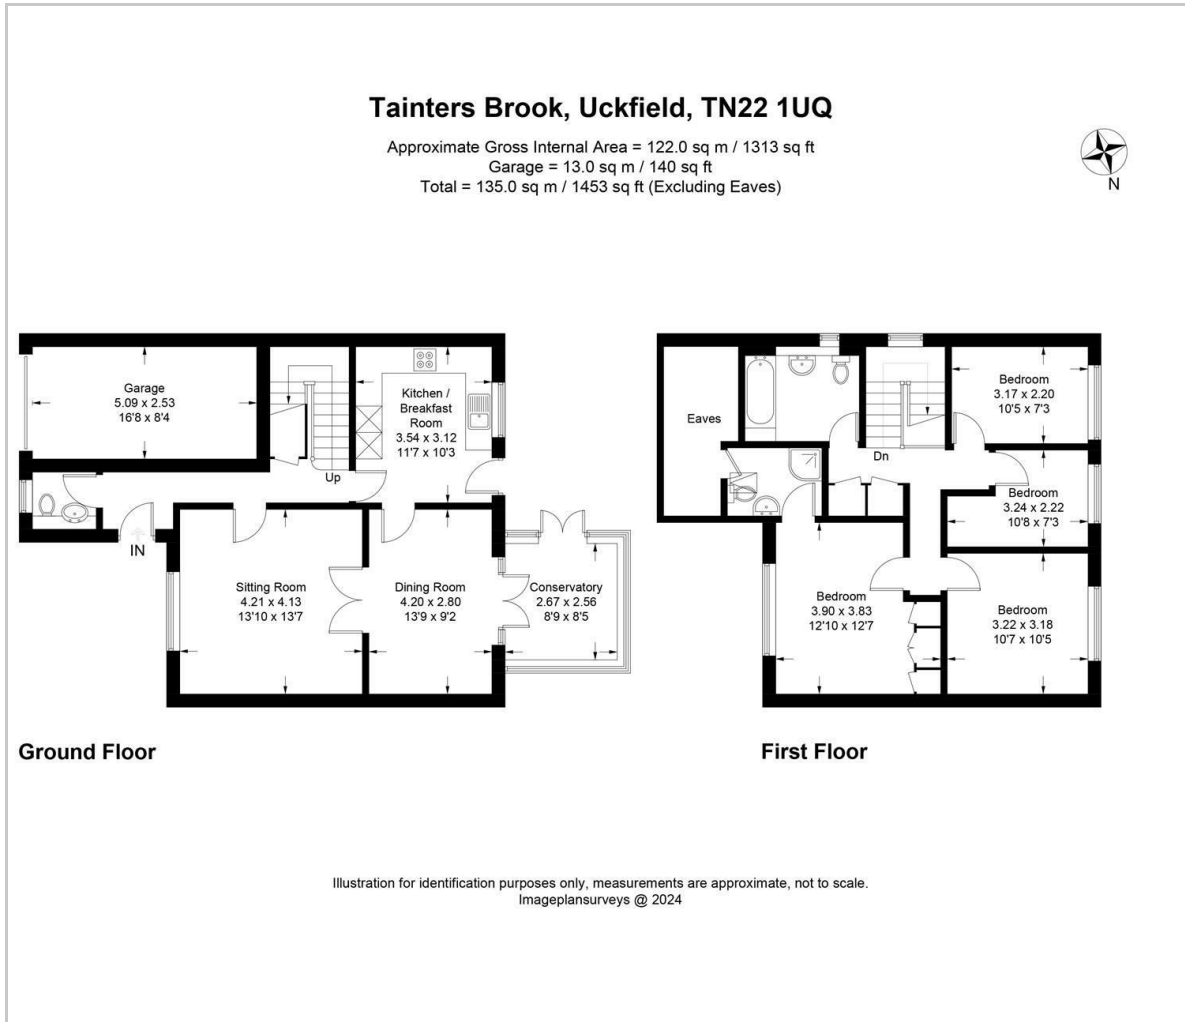 Tainters Brook, Uckfield, TN22 1UQ
Approximate Gross Internal Area = 122.0 sq m / 1313 sq ft
Garage = 13.0 sq m / 140 sq ft
Total = 135.0 sq m / 1453 sq ft (Excluding Eaves)
N
Garage
5.09 x 2.53
16'8 x 8'4
Kitchen /
Breakfast
Room
3.54 x 3.12
11'7 x 10'3
Up
IN
Sitting Room
4.21 x 4.13
13'10 x 13'7
Dining Room
4.20 x 2.80
13'9 x 9'2
Conservatory
2.67 x 2.56
8'9 x 8'5
Ground Floor
Eaves
Dn
Bedroom
3.17 x 2.20
10'5 x 7'3
Bedroom
3.24 x 2.22
10'8 x 7'3
Bedroom
3.90 x 3.83
12'10 x 12'7
Bedroom
3.22 x 3.18
10'7 x 10'5
First Floor
Illustration for identification purposes only, measurements are approximate, not to scale.
Imageplansurveys @ 2024